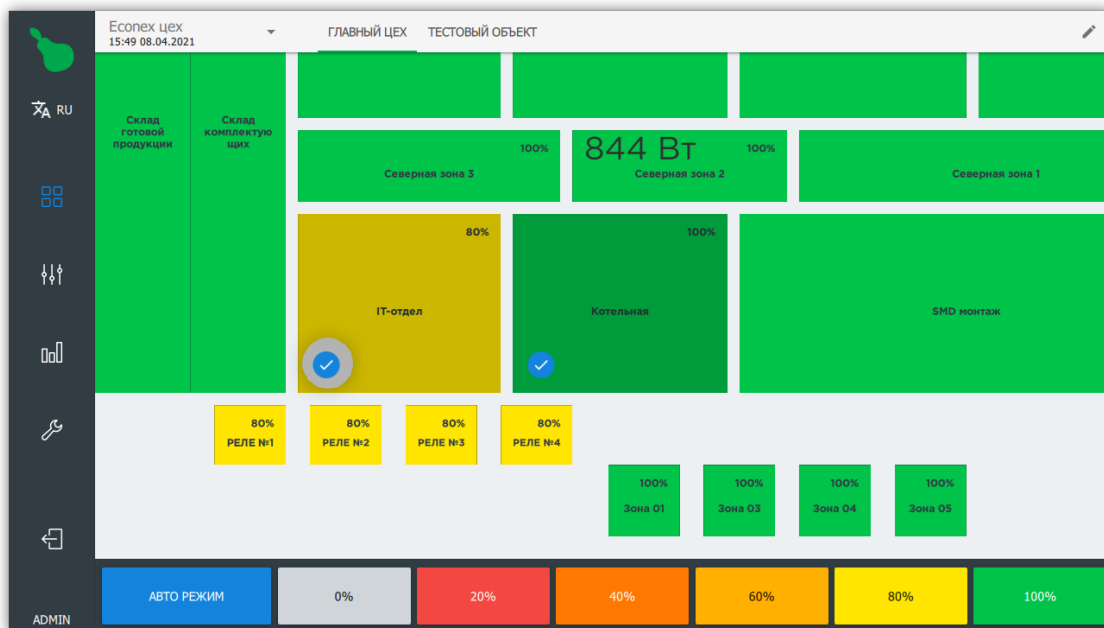 Econex цех
15:49 08.04.2021
ГЛАВНЫЙ ЦЕХ
ТЕСТОВЫЙ ОБЪЕКТ
RU
Склад
готовой
продукции
Склад
комплектую
щих
100%
Северная зона 3
844 Вт
100%
Северная зона 2
Северная зона 1
80%
IT-отдел
100%
Котельная
SMD монтаж
80%
РЕЛЕ №1
80%
РЕЛЕ №2
80%
РЕЛЕ №3
80%
РЕЛЕ №4
100%
Зона 01
100%
Зона 03
100%
Зона 04
100%
Зона 05
АВТО РЕЖИМ
0%
20%
40%
60%
80%
100%
ADMIN